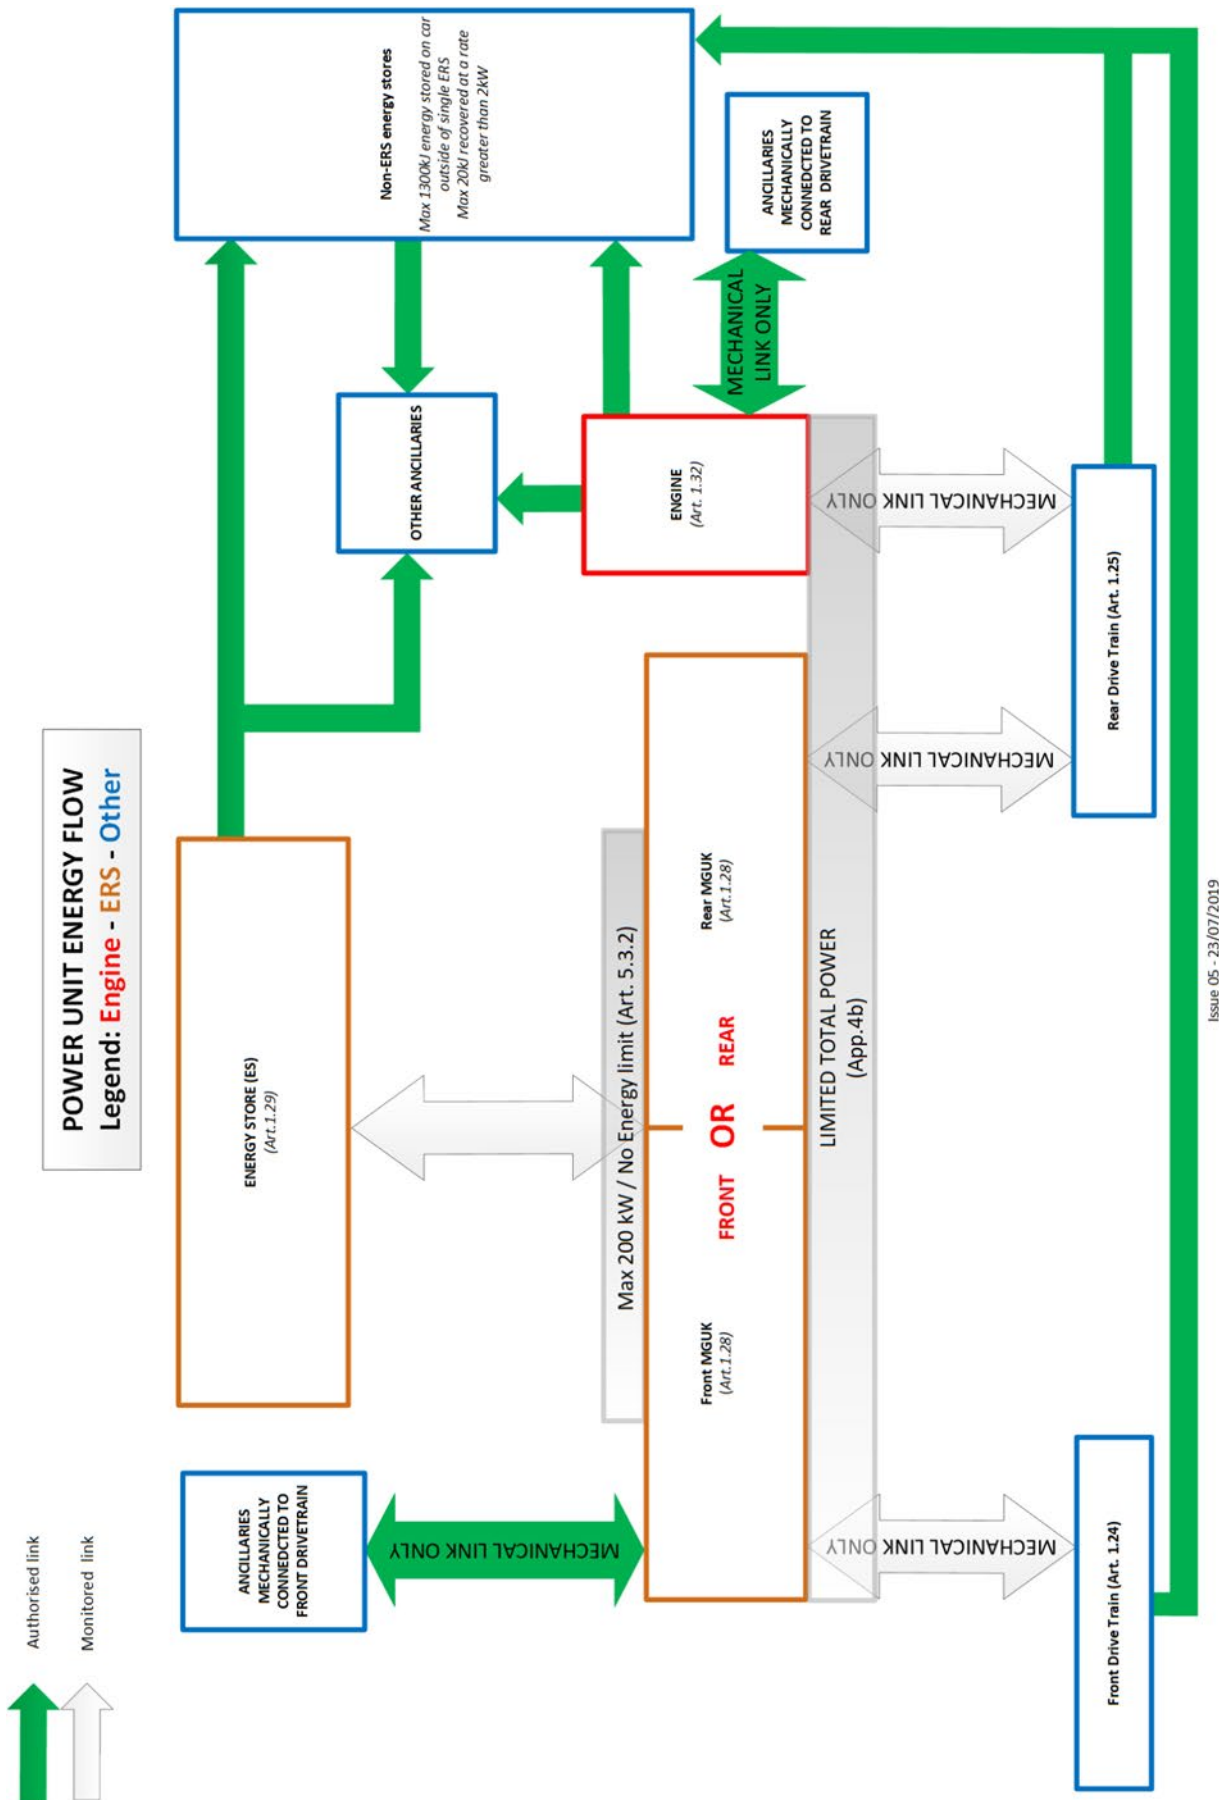 Authorised link
Monitored link
POWER UNIT ENERGY FLOW
Legend: Engine - ERS - Other
ANCILLARIES
MECHANICALLY
CONNEDCTED TO
FRONT DRIVETRAIN
ENERGY STORE (ES)
(Art.1.29)
Non-ERS energy stores
Max 1300kJ energy stored on car
outside of single ERS
Max 20kJ recovered at a rate
greater than 2kW
OTHER ANCILLARIES
MECHANICAL LINK ONLY
Max 200 kW / No Energy limit (Art. 5.3.2)
Front MGUK
(Art.1.28)
FRONT OR REAR
Rear MGUK
(Art.1.28)
ENGINE
(Art. 1.32)
MECHANICAL
LINK ONLY
ANCILLARIES
MECHANICALLY
CONNEDCTED TO
REAR DRIVETRAIN
LIMITED TOTAL POWER
(App.4b)
MECHANICAL LINK ONLY
MECHANICAL LINK ONLY
MECHANICAL LINK ONLY
Front Drive Train (Art. 1.24)
Rear Drive Train (Art. 1.25)
Issue 05 - 23/07/2019